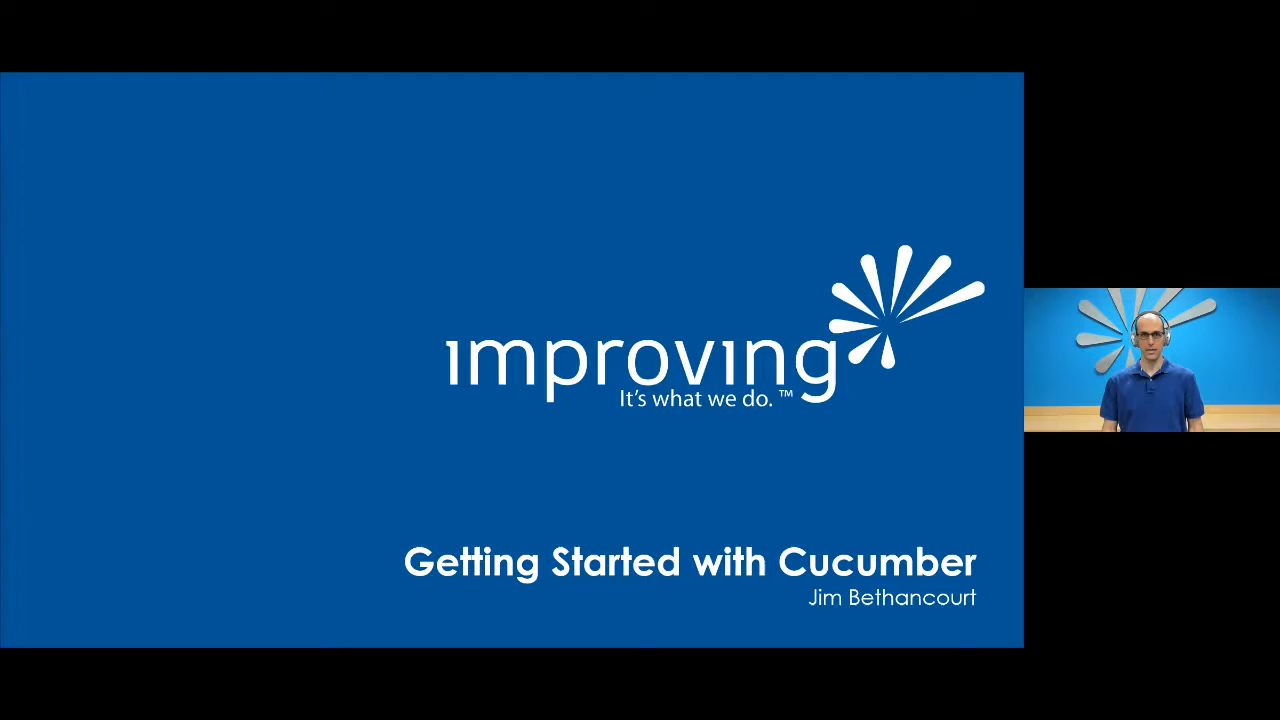 improving
It's what we do.™
Getting Started with Cucumber
Jim Bethancourt